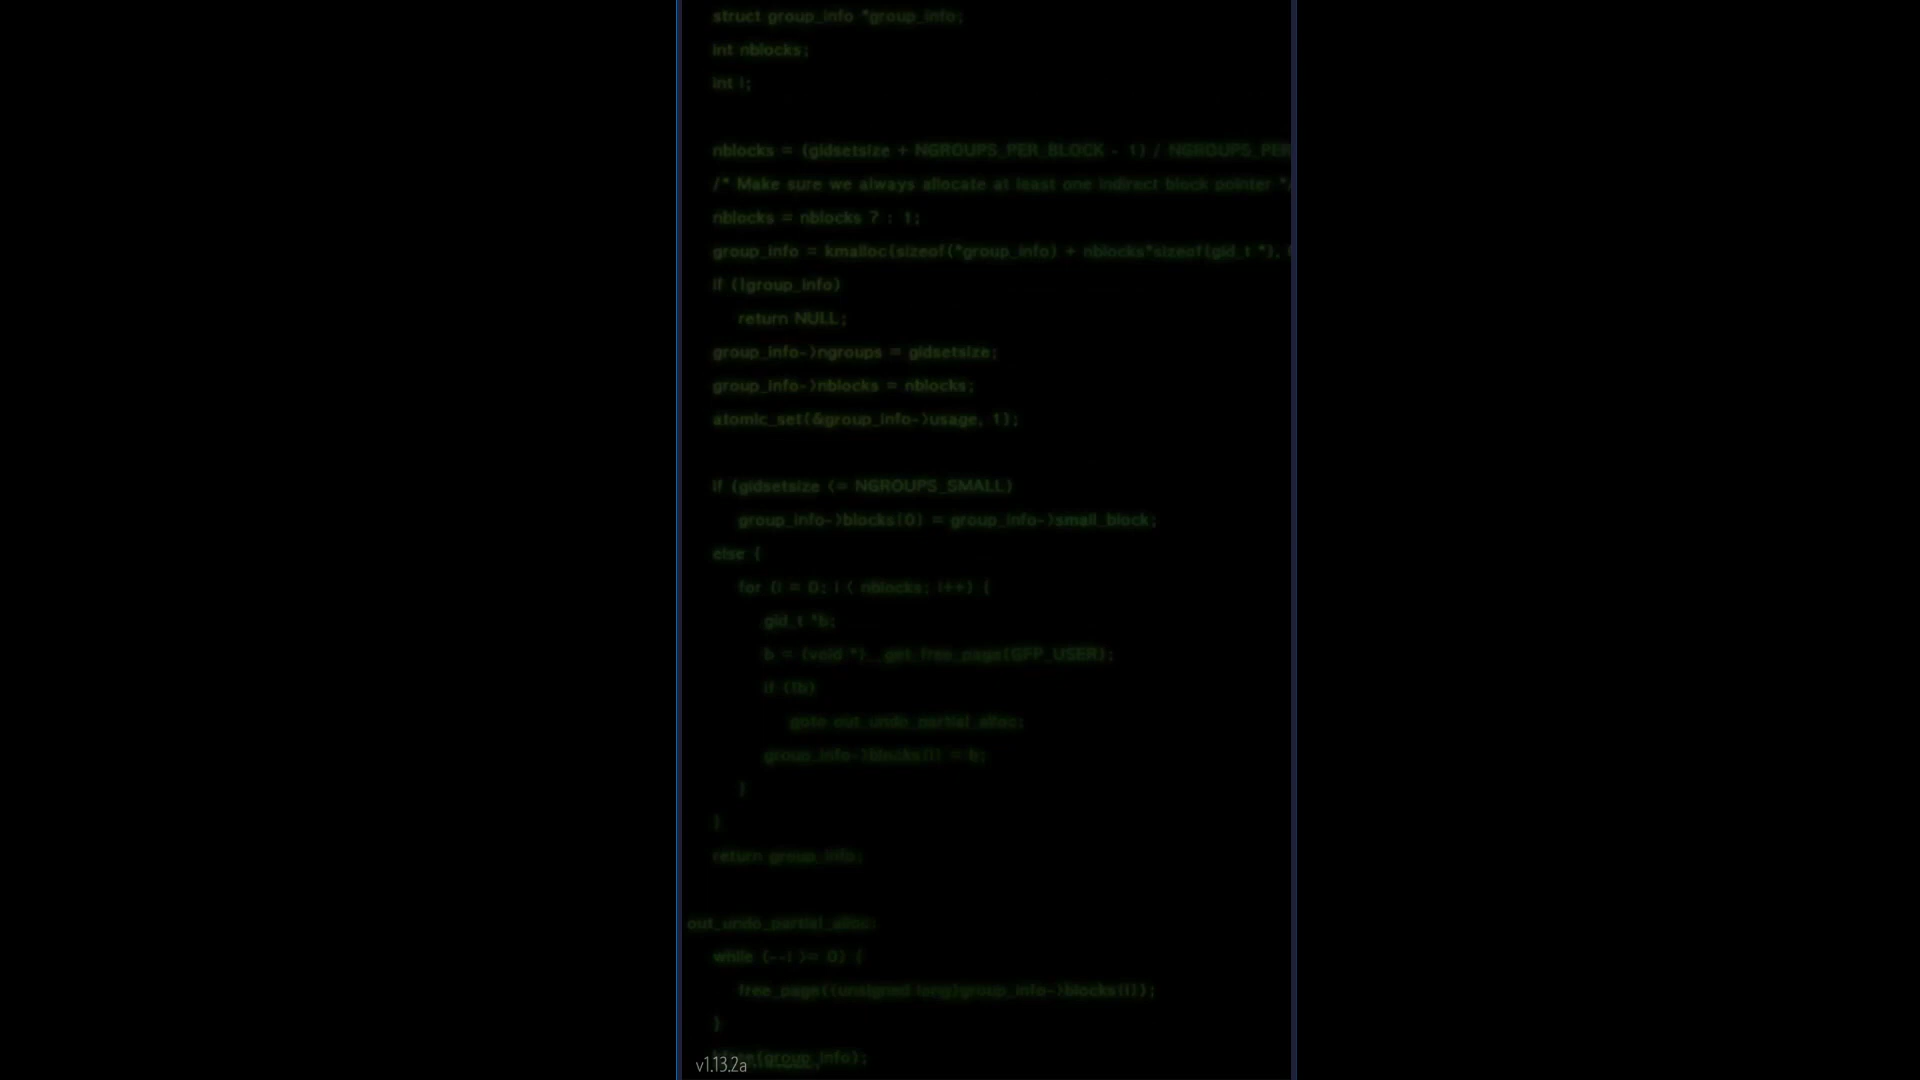 struct group_info *group_info;
int nblocks;
int i;
nblocks = (gidsetsize + NGROUPS_PER_BLOCK - 1) / NGROUPS_PER
/* Make sure we always allocate at least one indirect block pointer */
nblocks = nblocks ? : 1;
group_info = kmalloc(sizeof(*group_info) + nblocks*sizeof(gid_t *),
if (!group_info)
return NULL;
group_info->ngroups = gidsetsize;
group_info->nblocks = nblocks;
atomic_set(&group_info->usage, 1);
if (gidsetsize <= NGROUPS_SMALL)
group_info->blocks[0] = group_info->small_block;
else {
for (i = 0; i < nblocks; i++) {
gid_t *b;
b = (void *)__get_free_page(GFP_USER);
if (!b)
goto out_undo_partial_alloc;
group_info->blocks[i] = b;
}
}
return group_info;
out_undo_partial_alloc:
while (--i >= 0) {
free_page((unsigned long)group_info->blocks[i]);
}
(group_info);
v1.13.2a